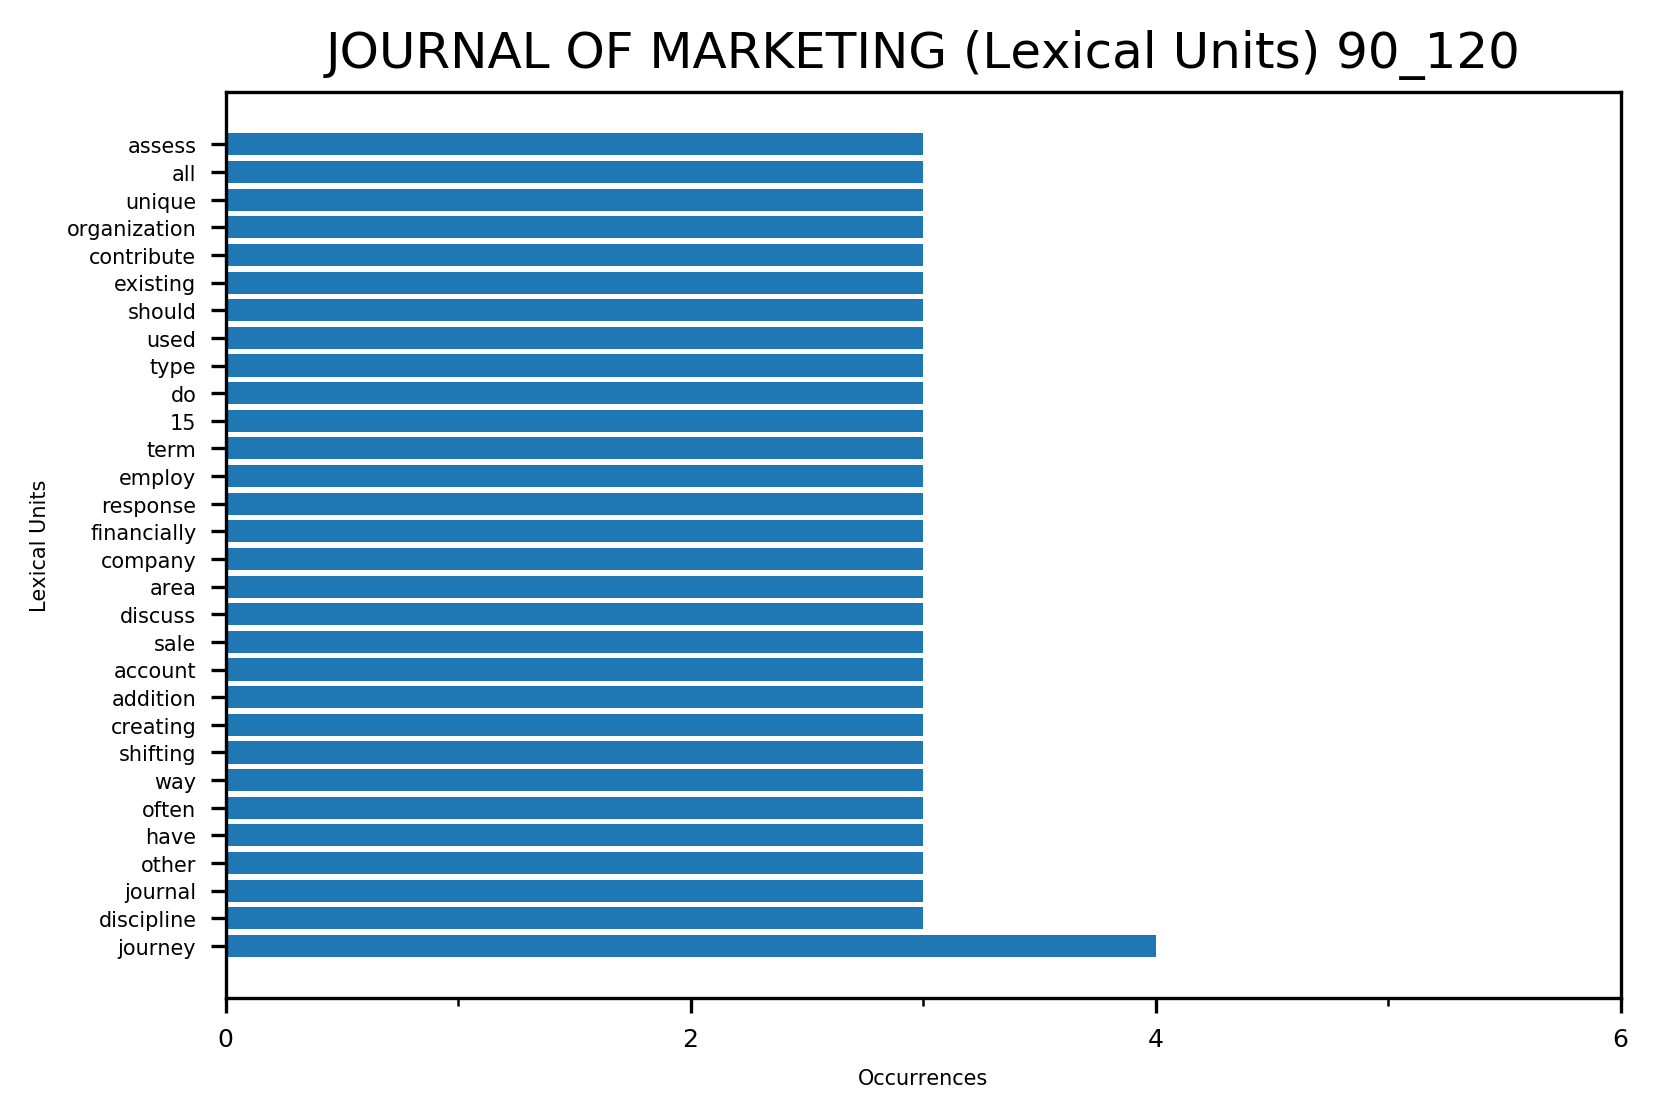 JOURNAL OF MARKETING (Lexical Units) 90_120
assess
all
unique
organization
contribute
existing
should
used
type
do
15
term
employ
response
financially
company
area
discuss
sale
account
addition
creating
shifting
way
often
have
other
journal
discipline
journey
Lexical Units
0 2 4 6
Occurrences